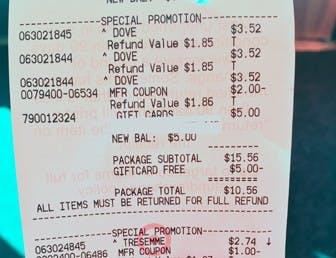 NEW BAL:
SPECIAL PROMOTION
063021845 ^ DOVE $3.52
Refund Value $1.85 T
063021844 ^ DOVE $3.52
Refund Value $1.85 T
063021844 ^ DOVE $3.52
0079400-06534 MFR COUPON $2.00-
Refund Value $1.86 T
790012324 GIFT CARDS $5.00
NEW BAL: $5.00
PACKAGE SUBTOTAL $15.56
GIFTCARD FREE $5.00-
PACKAGE TOTAL $10.56
ALL ITEMS MUST BE RETURNED FOR FULL REFUND
SPECIAL PROMOTION
063024845 ^ TRESEMME $2.74 ↓
-06486 MFR COUPON $1.00-